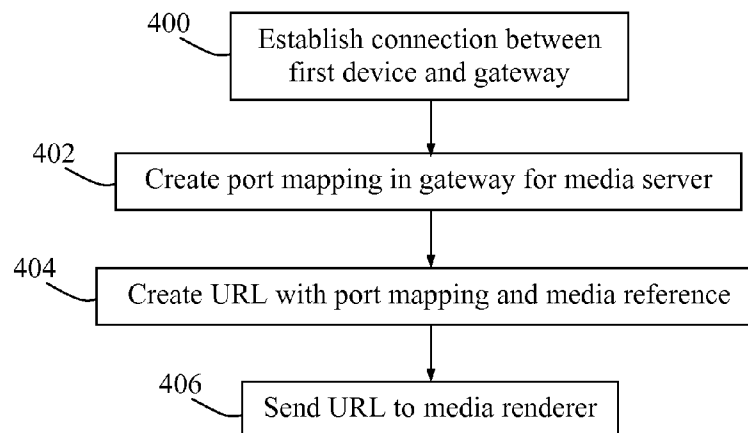 400
Establish connection between
first device and gateway
402
Create port mapping in gateway for media server
404
Create URL with port mapping and media reference
406
Send URL to media renderer